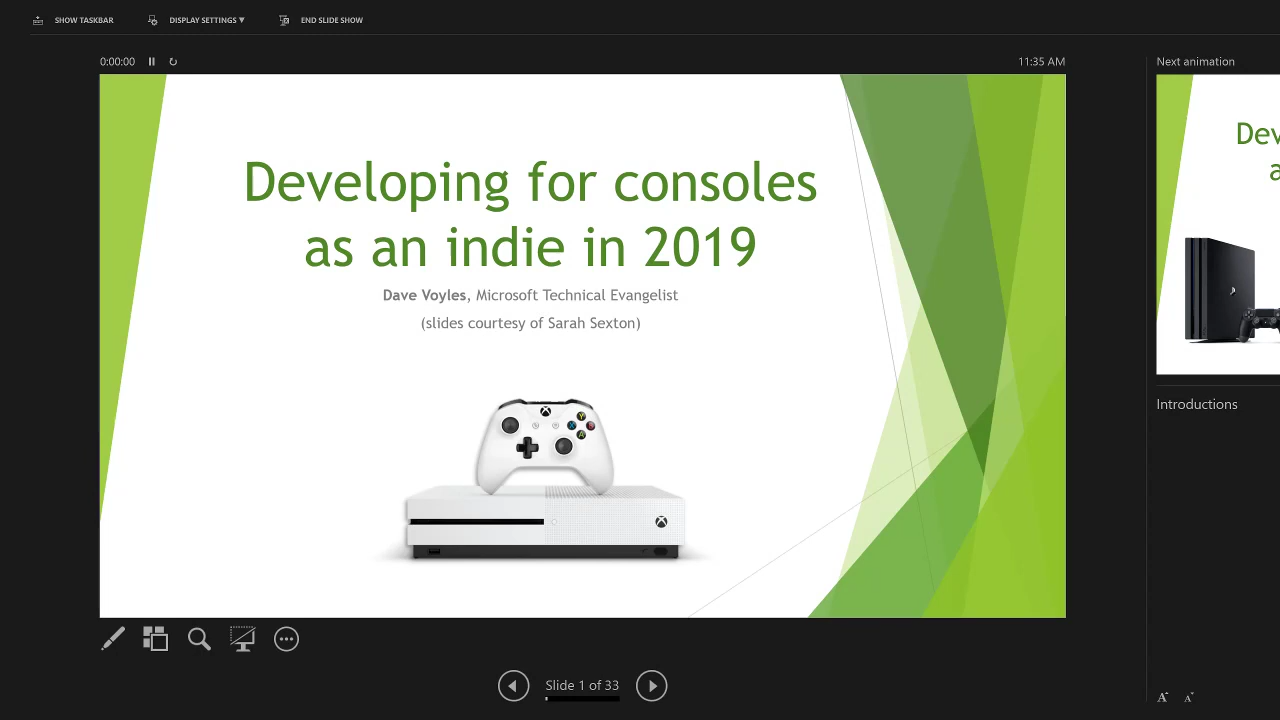 SHOW TASKBAR
DISPLAY SETTINGS ▼
END SLIDE SHOW
0:00:00
11:35 AM
Next animation
Developing for consoles
as an indie in 2019
Dave Voyles, Microsoft Technical Evangelist
(slides courtesy of Sarah Sexton)
Y
X
B
A
Dev
a
Introductions
Slide 1 of 33
A A